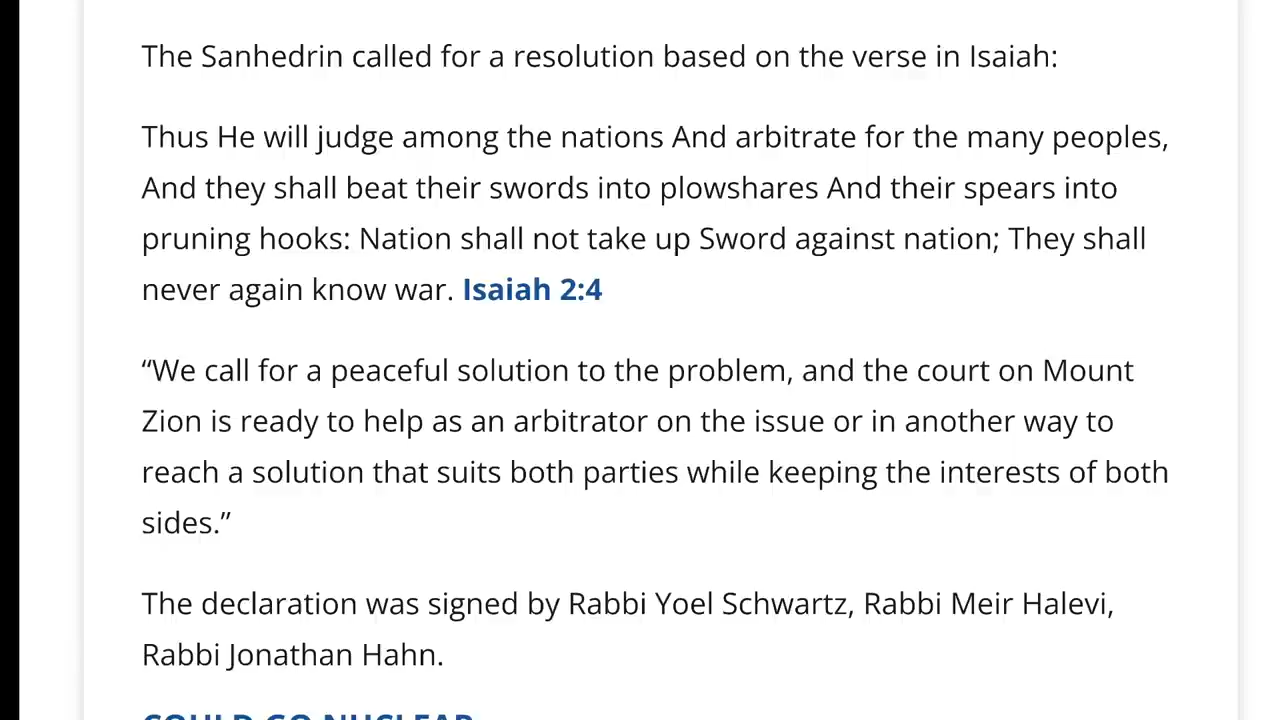 The Sanhedrin called for a resolution based on the verse in Isaiah:
Thus He will judge among the nations And arbitrate for the many peoples,
And they shall beat their swords into plowshares And their spears into
pruning hooks: Nation shall not take up Sword against nation; They shall
never again know war. Isaiah 2:4
“We call for a peaceful solution to the problem, and the court on Mount
Zion is ready to help as an arbitrator on the issue or in another way to
reach a solution that suits both parties while keeping the interests of both
sides.”
The declaration was signed by Rabbi Yoel Schwartz, Rabbi Meir Halevi,
Rabbi Jonathan Hahn.
COULD GO NUCLEAR